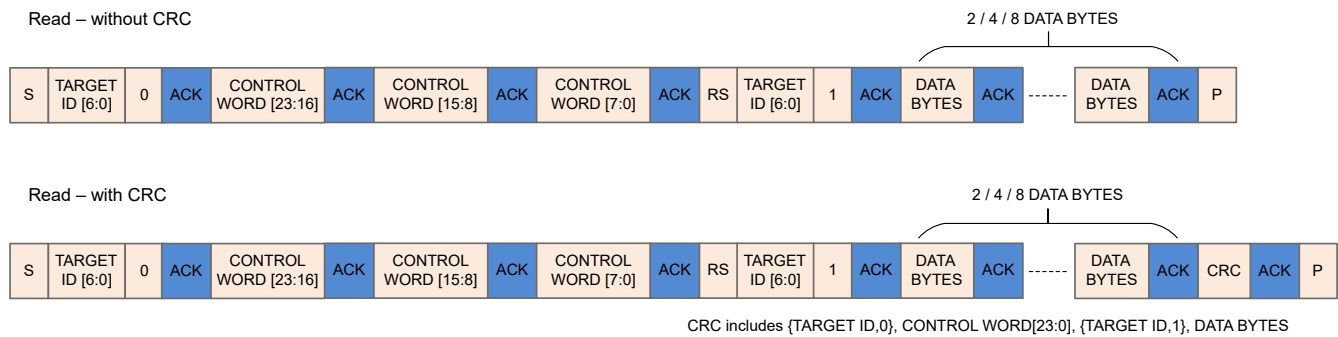 Read – without CRC
2 / 4 / 8 DATA BYTES
S TARGET ID [6:0] 0 ACK CONTROL WORD [23:16] ACK CONTROL WORD [15:8] ACK CONTROL WORD [7:0] ACK RS TARGET ID [6:0] 1 ACK DATA BYTES ACK ------ DATA BYTES ACK P
Read – with CRC
2 / 4 / 8 DATA BYTES
S TARGET ID [6:0] 0 ACK CONTROL WORD [23:16] ACK CONTROL WORD [15:8] ACK CONTROL WORD [7:0] ACK RS TARGET ID [6:0] 1 ACK DATA BYTES ACK ------ DATA BYTES ACK CRC ACK P
CRC includes {TARGET ID,0}, CONTROL WORD[23:0], {TARGET ID,1}, DATA BYTES